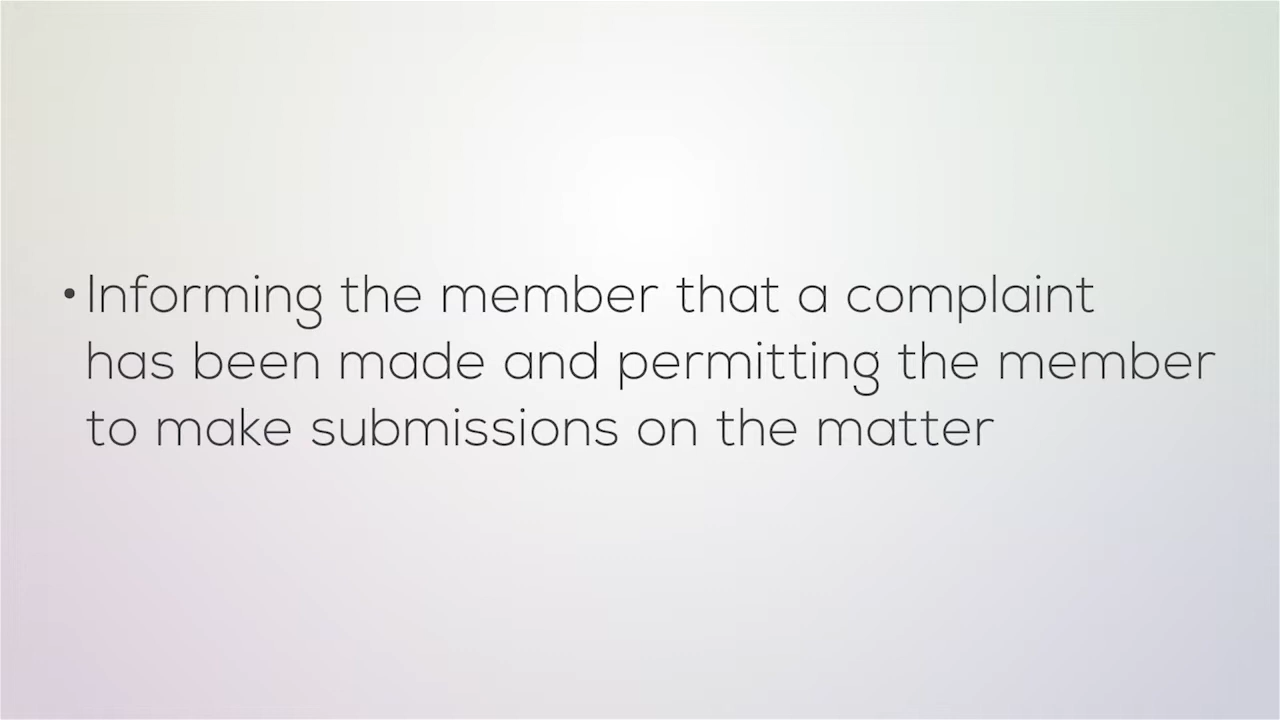 • Informing the member that a complaint
has been made and permitting the member
to make submissions on the matter